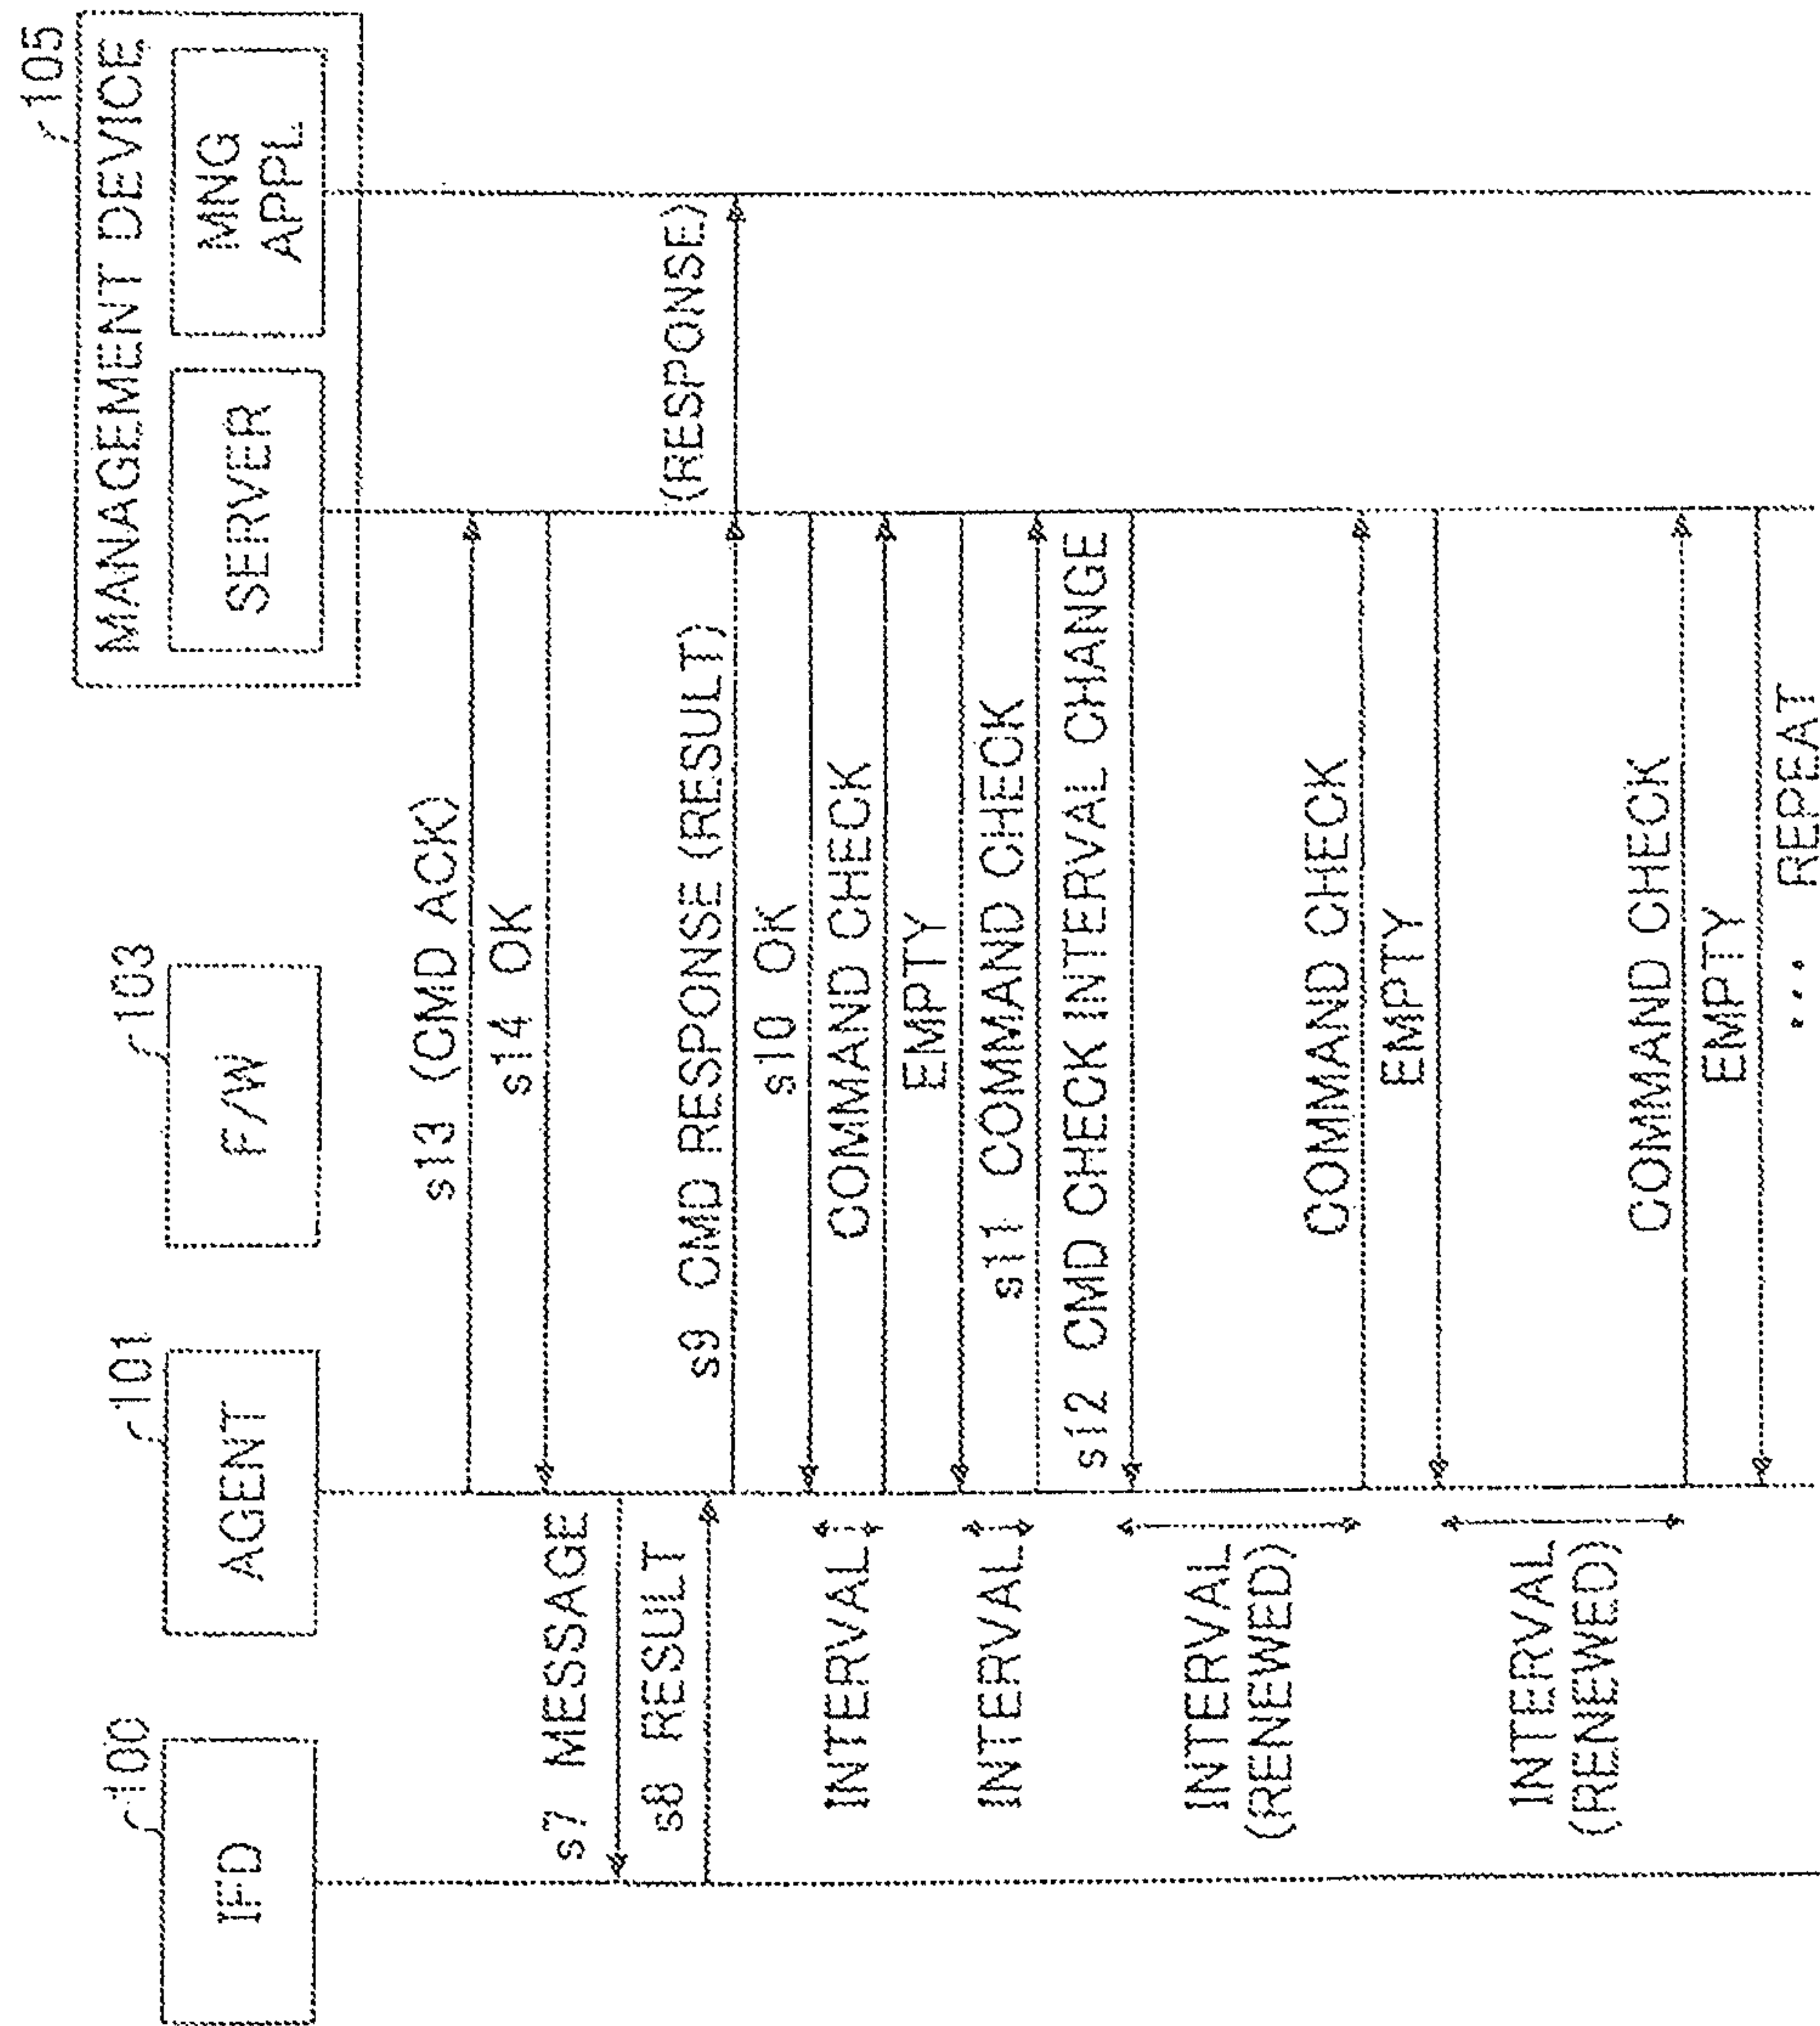 100
101
103
105
MANAGEMENT DEVICE
IFD
AGENT
F/W
SERVER
MNG
APPL
s13 (CMD ACK)
s14 OK
s7 MESSAGE
s8 RESULT
s9 CMD RESPONSE (RESULT)
(RESPONSE)
s10 OK
INTERVAL
COMMAND CHECK
EMPTY
INTERVAL
s11 COMMAND CHECK
s12 CMD CHECK INTERVAL CHANGE
INTERVAL
(RENEWED)
COMMAND CHECK
EMPTY
INTERVAL
(RENEWED)
COMMAND CHECK
EMPTY
... REPEAT